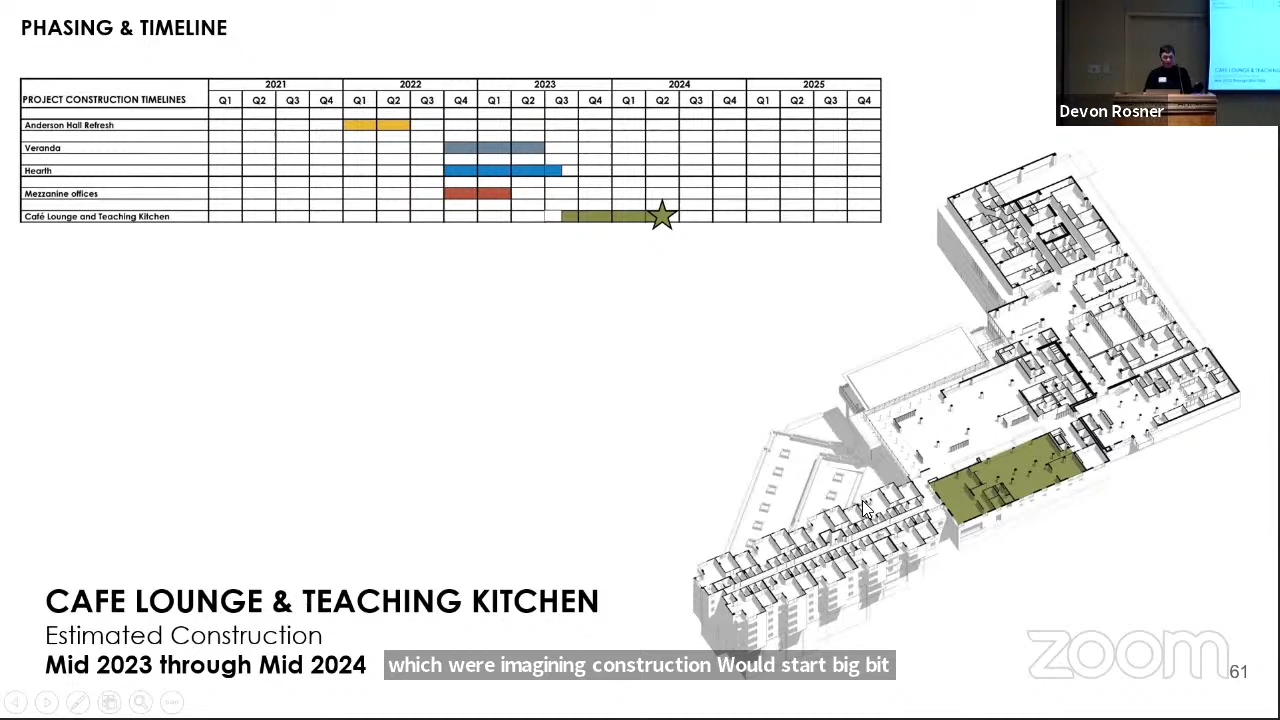 PHASING & TIMELINE
2021 2022 2023 2024 2025
PROJECT CONSTRUCTION TIMELINES Q1 Q2 Q3 Q4 Q1 Q2 Q3 Q4 Q1 Q2 Q3 Q4 Q1 Q2 Q3 Q4 Q1 Q2 Q3 Q4
Anderson Hall Refresh
Veranda
Hearth
Mezzanine offices
Café Lounge and Teaching Kitchen
Devon Rosner
CAFE LOUNGE & TEACHING KITCHEN
Estimated Construction
Mid 2023 through Mid 2024
which were imagining construction Would start big bit
zoom
61